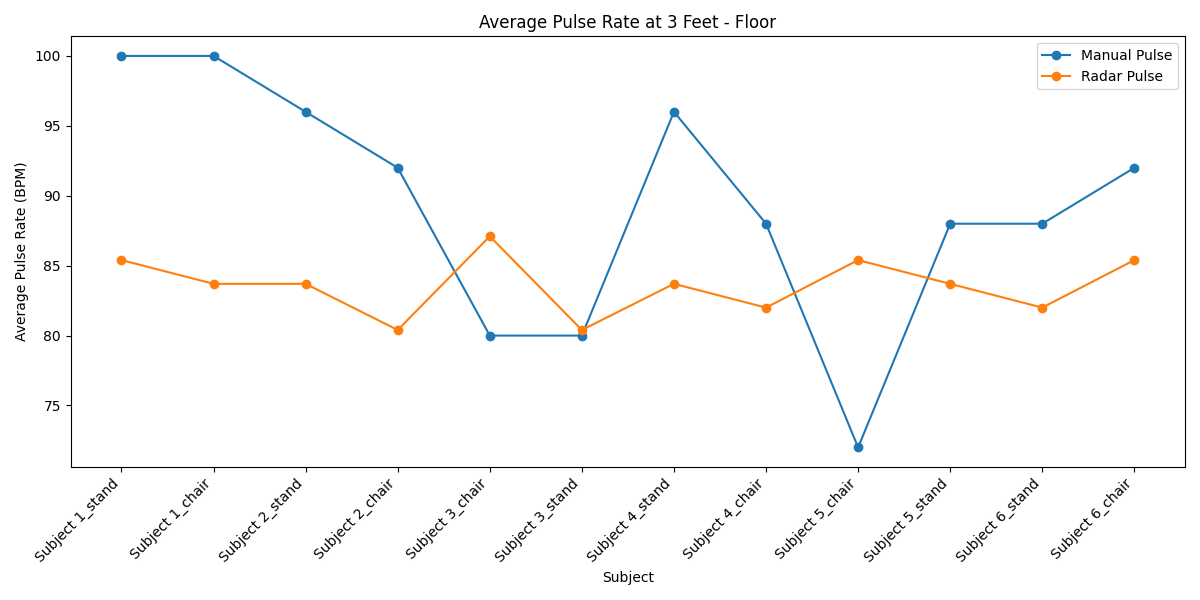 Average Pulse Rate at 3 Feet - Floor
Manual Pulse
Radar Pulse
Average Pulse Rate (BPM)
100
95
90
85
80
75
Subject 1_stand
Subject 1_chair
Subject 2_stand
Subject 2_chair
Subject 3_chair
Subject 3_stand
Subject 4_stand
Subject 4_chair
Subject 5_chair
Subject 5_stand
Subject 6_stand
Subject 6_chair
Subject